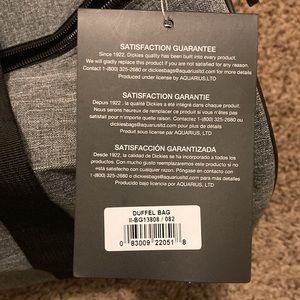 SATISFACTION GUARANTEE
Since 1922, Dickies quality has been built into every product.
We will gladly replace this product if you are not satisfied for any reason.
Contact 1-(800) 325-2680 or dickiesbags@aquariusltd.com for more details
Produced under license by AQUARIUS,LTD
SATISFACTION GARANTIE
Depuis 1922 , la qualité Dickies a été intégré dans chaque produit.
Nous serons heureux de remplacer ce produit si vous n'êtes pas
satisfait pour n'importe quelle raison. Contact 1-(800) 325-2680 ou
dickiesbags@aquariusltd.com pour plus de détails
Produit sous license par AQUARIUS, LTD
SATISFACCIÓN GARANTIZADA
Desde 1922, la calidad de Dickies se ha incorporado a todos los
productos. Con mucho gusto reemplazaremos este producto si no
está satisfecho con cualquier razón. Póngase en contacto con 1-(800)
325-2680 o dickiesbags@aquariusltd.com para más detalles
Producido bajo licencia por AQUARIUS, LTD
DUFFEL BAG
II-BG13808 / 082
0 83009 22051 8